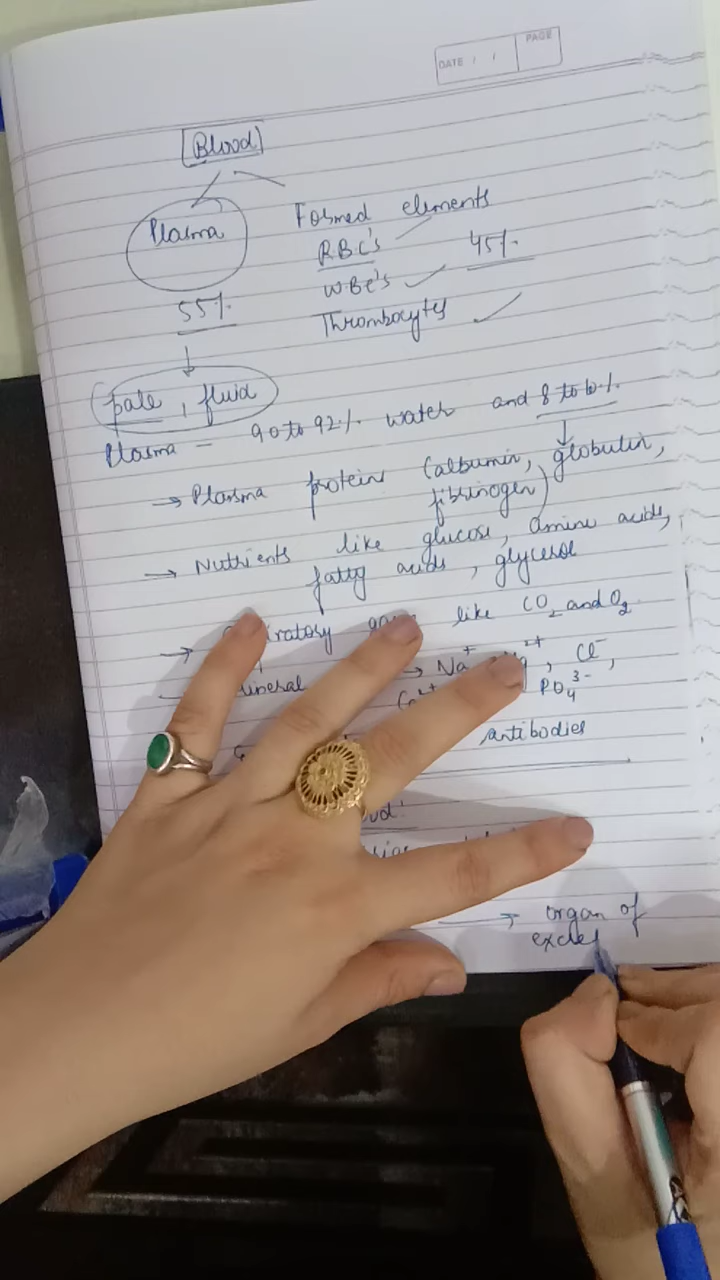 DATE / / PAGE
Blood
Plasma Formed elements
RBC's 45%
WBC's
55% Thrombocytes
pale, fluid
Plasma - 90 to 92% water and 8 to 10%
→ Plasma protein (albumin, globulin,
fibrinogen)
→ Nutrients like glucose, amino acids,
fatty acids, glycerol
→ like CO2 and O2
→ Na+ Cl-,
PO4 3-
antibodies
→ organ of